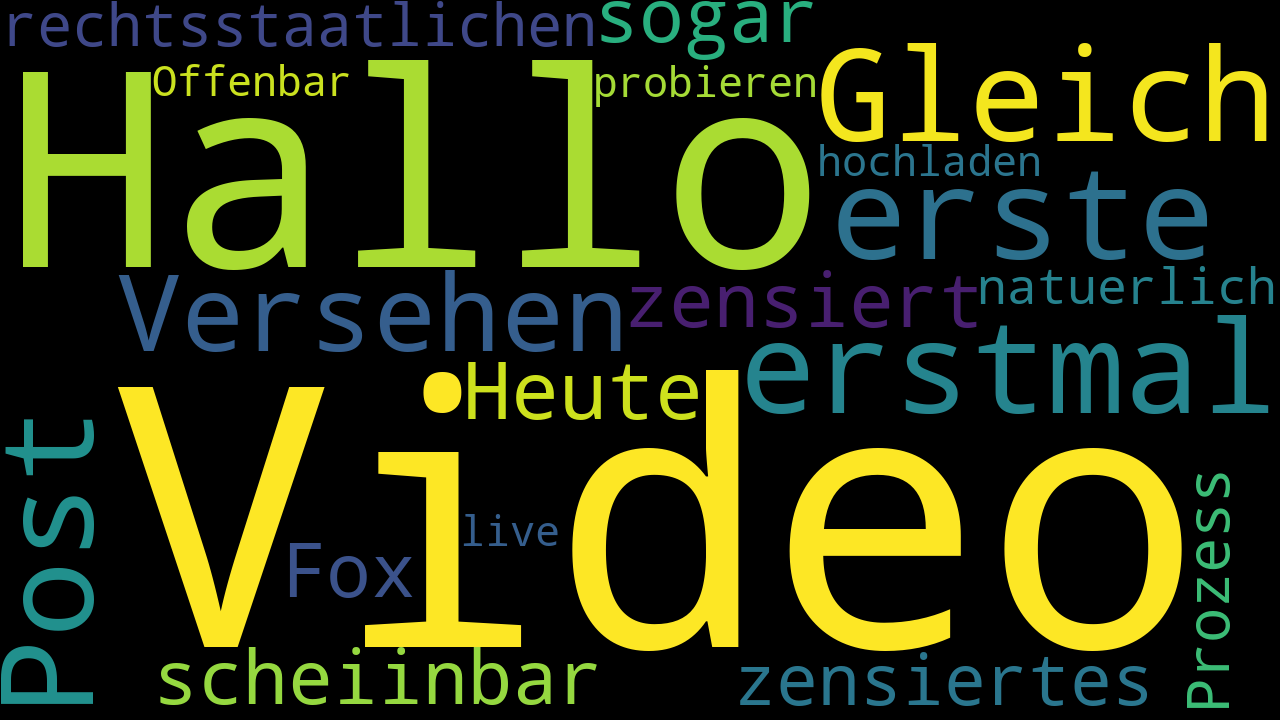 rechtsstaatlichen
sogar
Offenbar
probieren
Gleich
Hallo
hochladen
erste
Versehen
zensiert
natuerlich
erstmal
Heute
Video
Post
live
Fox
Prozess
scheiinbar
zensiertes